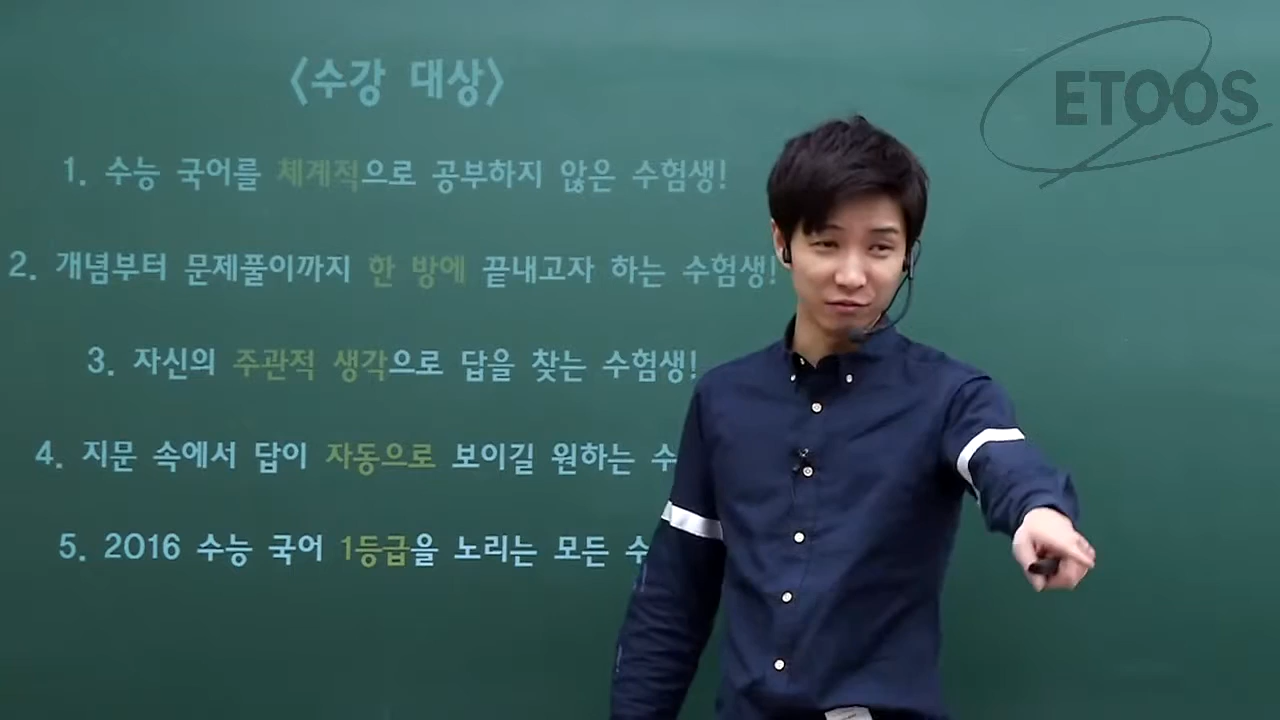 <수강 대상>
ETOOS
1. 수능 국어를 체계적으로 공부하지 않은 수험생!
2. 개념부터 문제풀이까지 한 방에 끝내고자 하는 수험생!
3. 자신의 주관적 생각으로 답을 찾는 수험생!
4. 지문 속에서 답이 자동으로 보이길 원하는 수
5. 2016 수능 국어 1등급을 노리는 모든 수